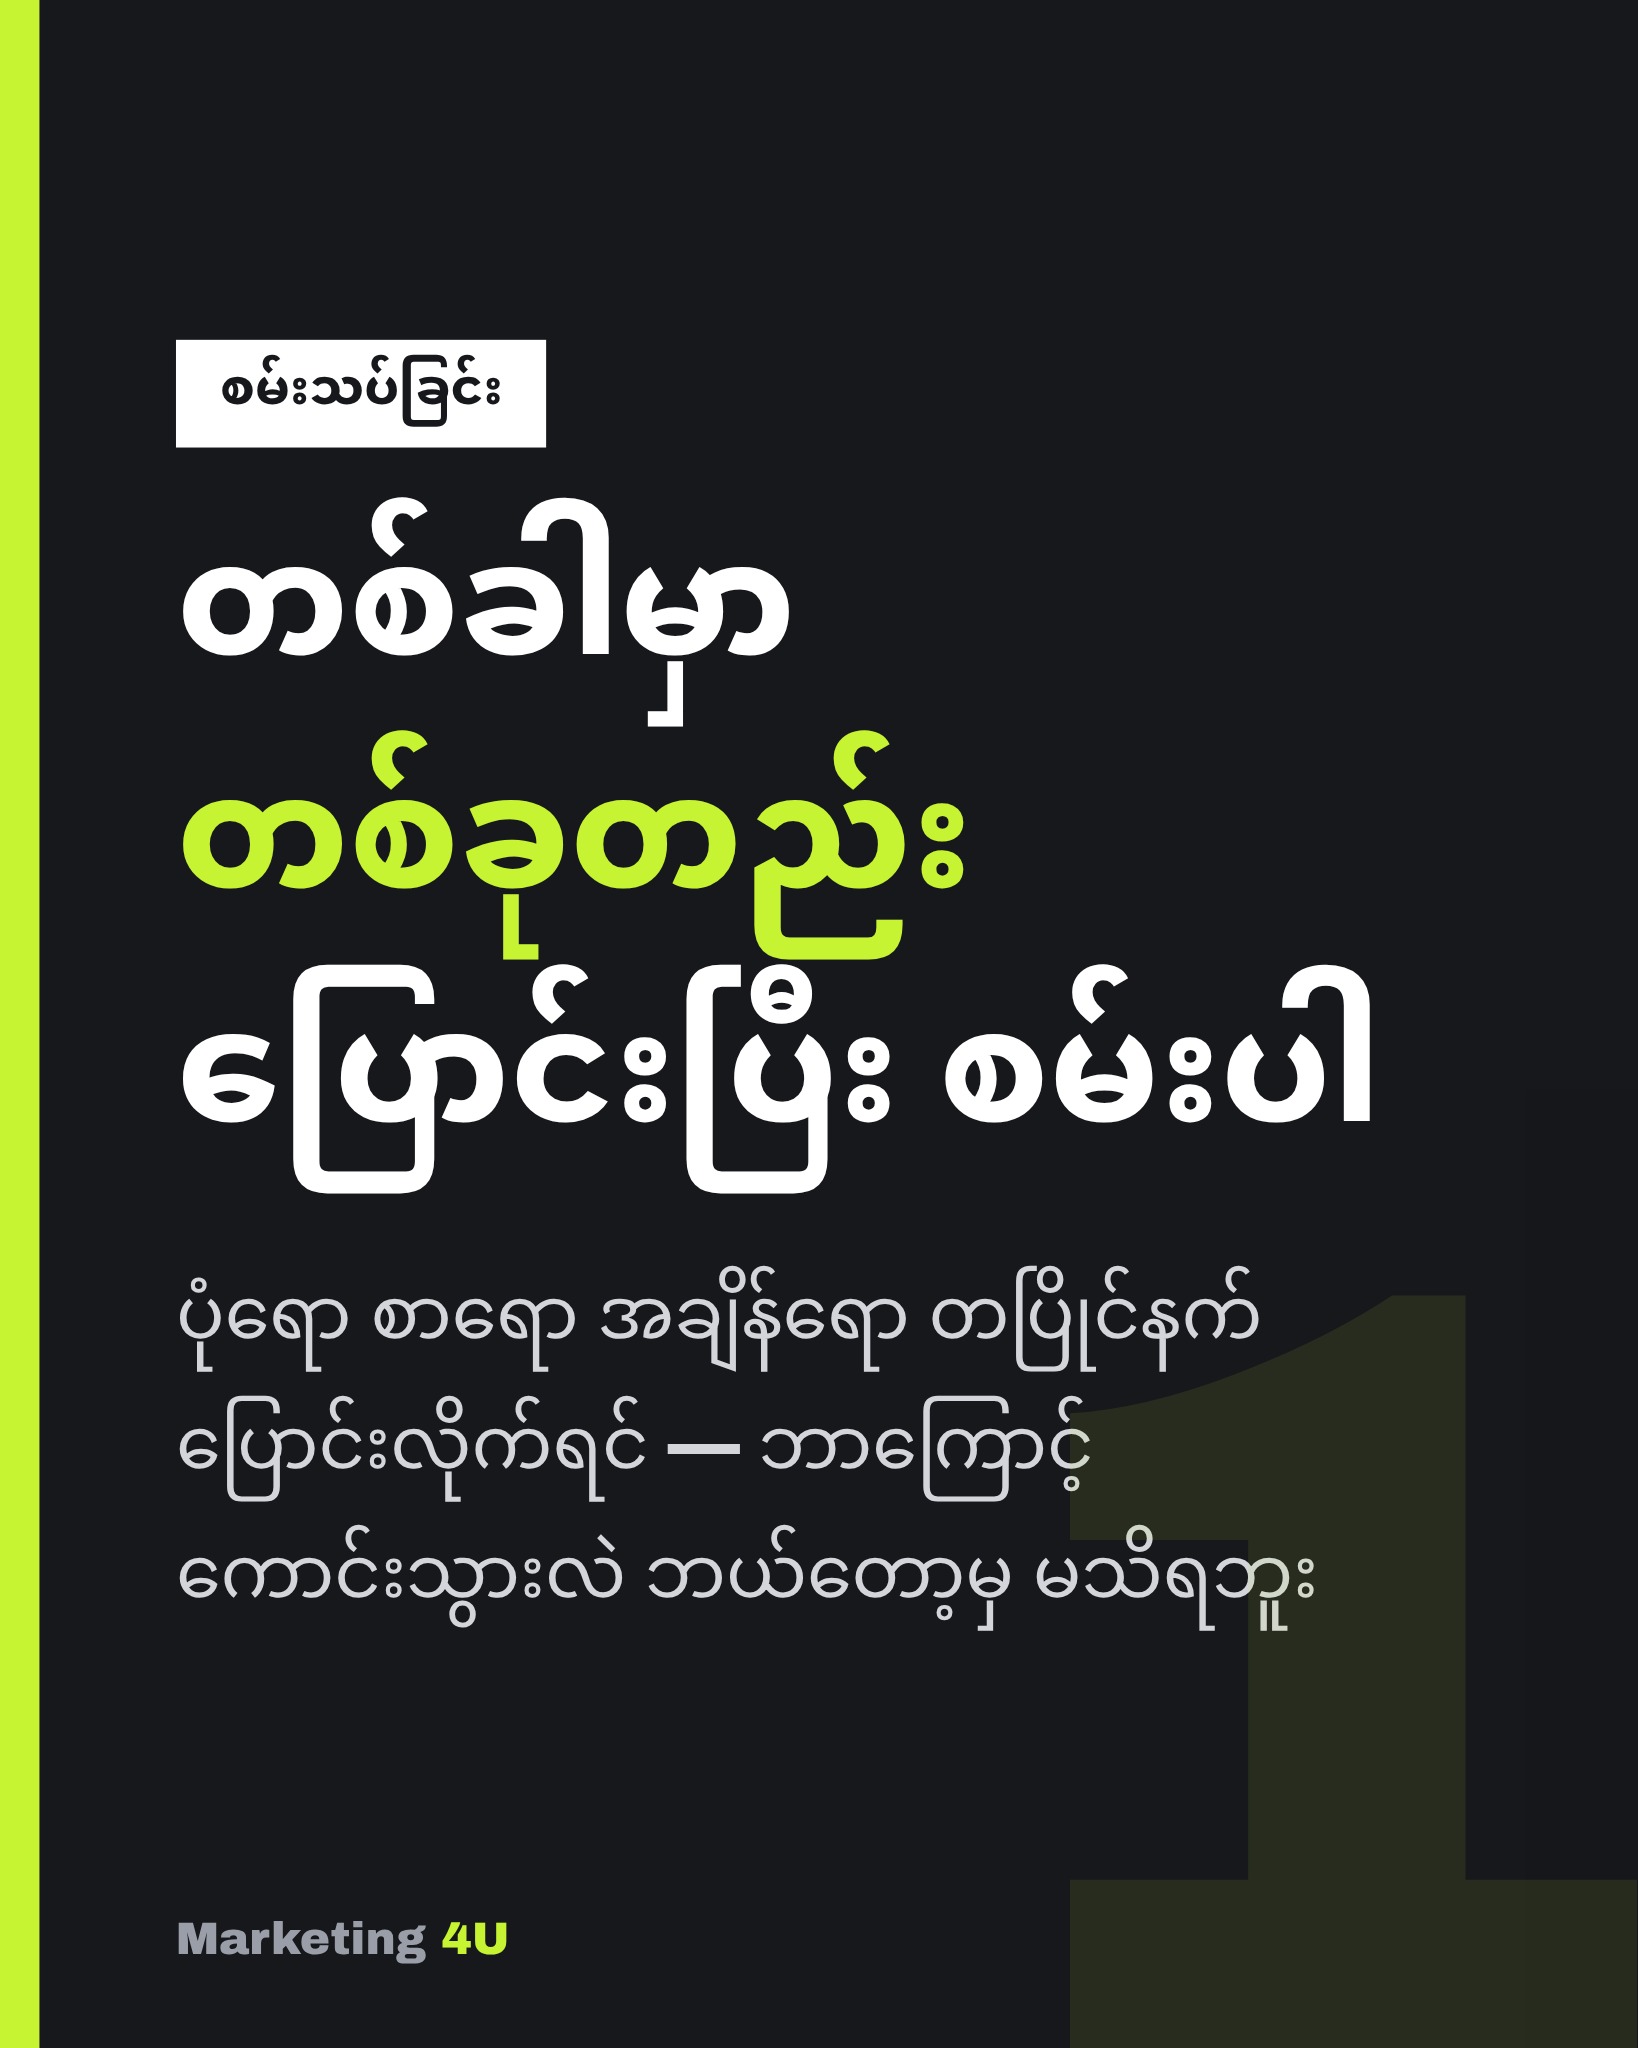 စမ်းသပ်ခြင်း
တစ်ခါမှာ
တစ်ခုတည်း
ပြောင်းပြီး စမ်းပါ
ပုံရော စာရော အချိန်ရော တပြိုင်နက်
ပြောင်းလိုက်ရင် — ဘာကြောင့်
ကောင်းသွားလဲ ဘယ်တော့မှ မသိရဘူး
1
Marketing 4U